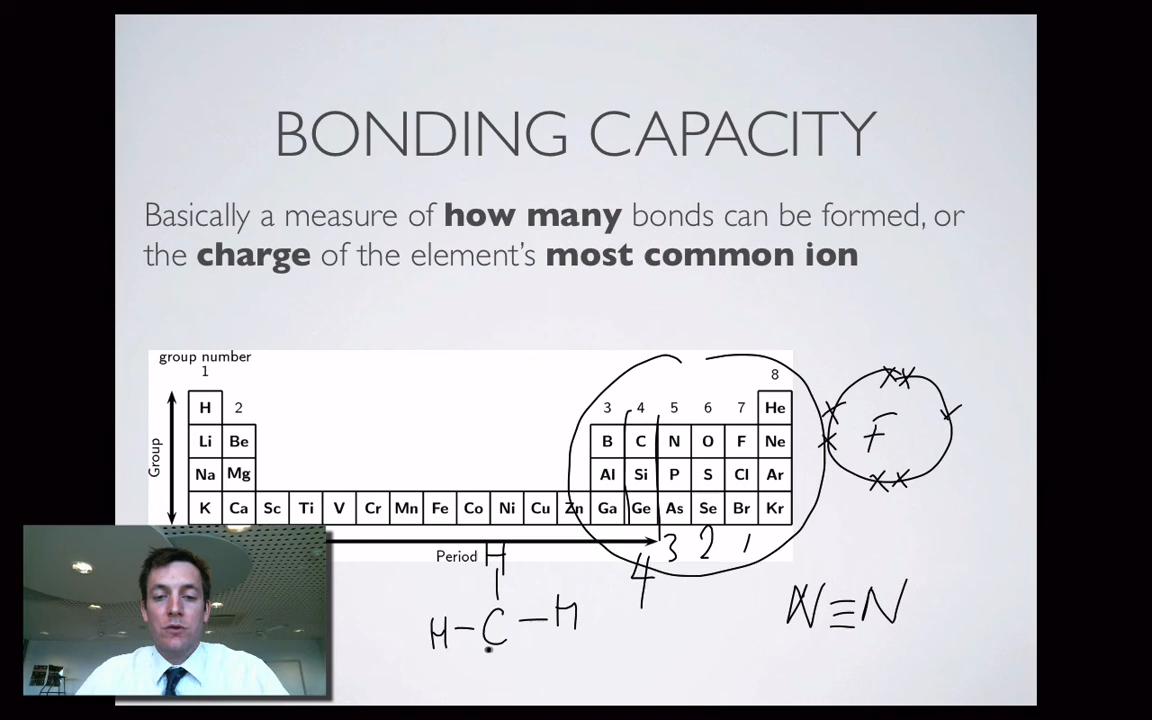 BONDING CAPACITY
Basically a measure of how many bonds can be formed, or
the charge of the element's most common ion
group number
1
8
H
2
3
4
5
6
7
He
Li Be B C N O F Ne
F
Na Mg Al Si P S Cl Ar
K Ca Sc Ti V Cr Mn Fe Co Ni Cu Zn Ga Ge As Se Br Kr
Group
Period
4 3 2 1
H
H-C-H
N≡N